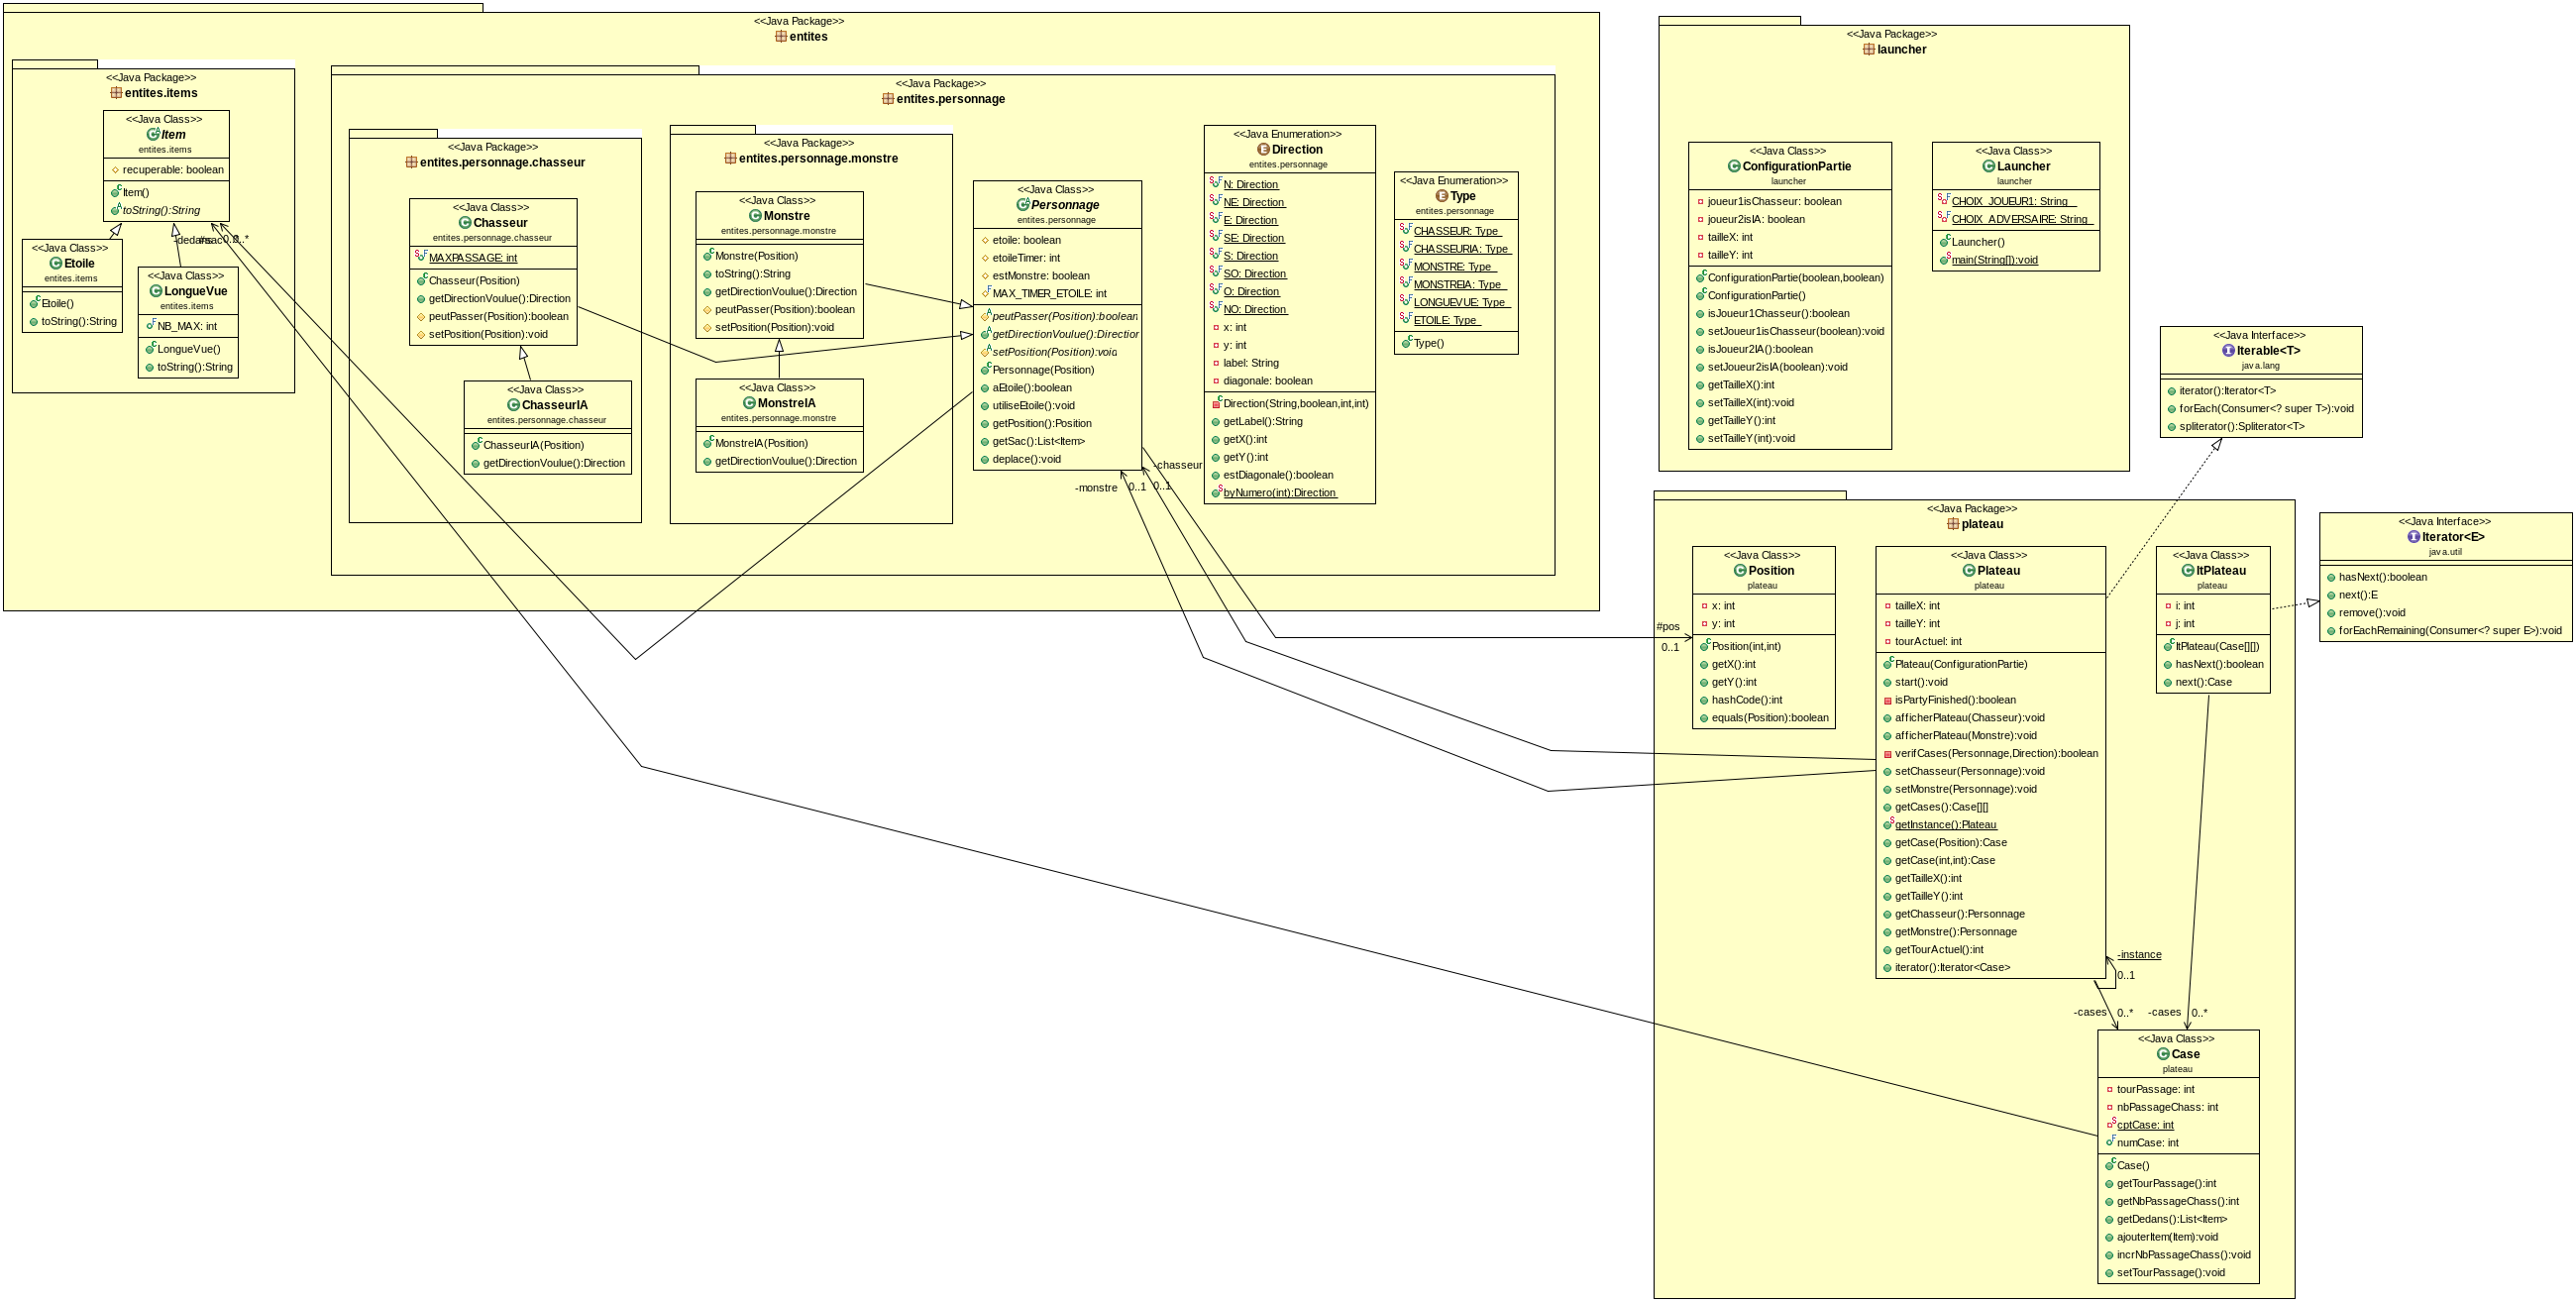 <<Java Package>>
entites
<<Java Package>>
entites.items
<<Java Class>>
Item
entites.items
recuperable: boolean
Item()
toString():String
<<Java Class>>
Etoile
entites.items
Etoile()
toString():String
<<Java Class>>
LongueVue
entites.items
NB_MAX: int
LongueVue()
toString():String
0..*
<<Java Package>>
entites.personnage
<<Java Package>>
entites.personnage.chasseur
<<Java Class>>
Chasseur
entites.personnage.chasseur
MAXPASSAGE: int
Chasseur(Position)
getDirectionVoulue():Direction
peutPasser(Position):boolean
setPosition(Position):void
<<Java Class>>
ChasseurIA
entites.personnage.chasseur
ChasseurIA(Position)
getDirectionVoulue():Direction
<<Java Package>>
entites.personnage.monstre
<<Java Class>>
Monstre
entites.personnage.monstre
Monstre(Position)
toString():String
getDirectionVoulue():Direction
peutPasser(Position):boolean
setPosition(Position):void
<<Java Class>>
MonstreIA
entites.personnage.monstre
MonstreIA(Position)
getDirectionVoulue():Direction
<<Java Class>>
Personnage
entites.personnage
etoile: boolean
etoileTimer: int
estMonstre: boolean
MAX_TIMER_ETOILE: int
peutPasser(Position):boolean
getDirectionVoulue():Direction
setPosition(Position):void
Personnage(Position)
aEtoile():boolean
utiliseEtoile():void
getPosition():Position
getSac():List<Item>
deplace():void
-chasseur
0..1
-monstre
0..1
<<Java Enumeration>>
Direction
entites.personnage
N: Direction
NE: Direction
E: Direction
SE: Direction
S: Direction
SO: Direction
O: Direction
NO: Direction
x: int
y: int
label: String
diagonale: boolean
Direction(String,boolean,int,int)
getLabel():String
getX():int
getY():int
estDiagonale():boolean
byNumero(int):Direction
<<Java Enumeration>>
Type
entites.personnage
CHASSEUR: Type
CHASSEURIA: Type
MONSTRE: Type
MONSTREIA: Type
LONGUEVUE: Type
ETOILE: Type
Type()
<<Java Package>>
launcher
<<Java Class>>
ConfigurationPartie
launcher
joueur1isChasseur: boolean
joueur2isIA: boolean
tailleX: int
tailleY: int
ConfigurationPartie(boolean,boolean)
ConfigurationPartie()
isJoueur1Chasseur():boolean
setJoueur1isChasseur(boolean):void
isJoueur2IA():boolean
setJoueur2isIA(boolean):void
getTailleX():int
setTailleX(int):void
getTailleY():int
setTailleY(int):void
<<Java Class>>
Launcher
launcher
CHOIX_JOUEUR1: String
CHOIX_ADVERSAIRE: String
Launcher()
main(String[]):void
<<Java Interface>>
Iterable<T>
java.lang
iterator():Iterator<T>
forEach(Consumer<? super T>):void
spliterator():Spliterator<T>
<<Java Package>>
plateau
<<Java Class>>
Position
plateau
x: int
y: int
Position(int,int)
getX():int
getY():int
hashCode():int
equals(Position):boolean
#pos
0..1
<<Java Class>>
Plateau
plateau
tailleX: int
tailleY: int
tourActuel: int
Plateau(ConfigurationPartie)
start():void
isPartyFinished():boolean
afficherPlateau(Chasseur):void
afficherPlateau(Monstre):void
verifCases(Personnage,Direction):boolean
setChasseur(Personnage):void
setMonstre(Personnage):void
getCases():Case[][]
getInstance():Plateau
getCase(Position):Case
getCase(int,int):Case
getTailleX():int
getTailleY():int
getChasseur():Personnage
getMonstre():Personnage
getTourActuel():int
iterator():Iterator<Case>
-instance
0..1
<<Java Class>>
ItPlateau
plateau
i: int
j: int
ItPlateau(Case[][])
hasNext():boolean
next():Case
<<Java Interface>>
Iterator<E>
java.util
hasNext():boolean
next():E
remove():void
forEachRemaining(Consumer<? super E>):void
-cases
0..*
-cases
0..*
<<Java Class>>
Case
plateau
tourPassage: int
nbPassageChass: int
cptCase: int
numCase: int
Case()
getTourPassage():int
getNbPassageChass():int
getDedans():List<Item>
ajouterItem(Item):void
incrNbPassageChass():void
setTourPassage():void